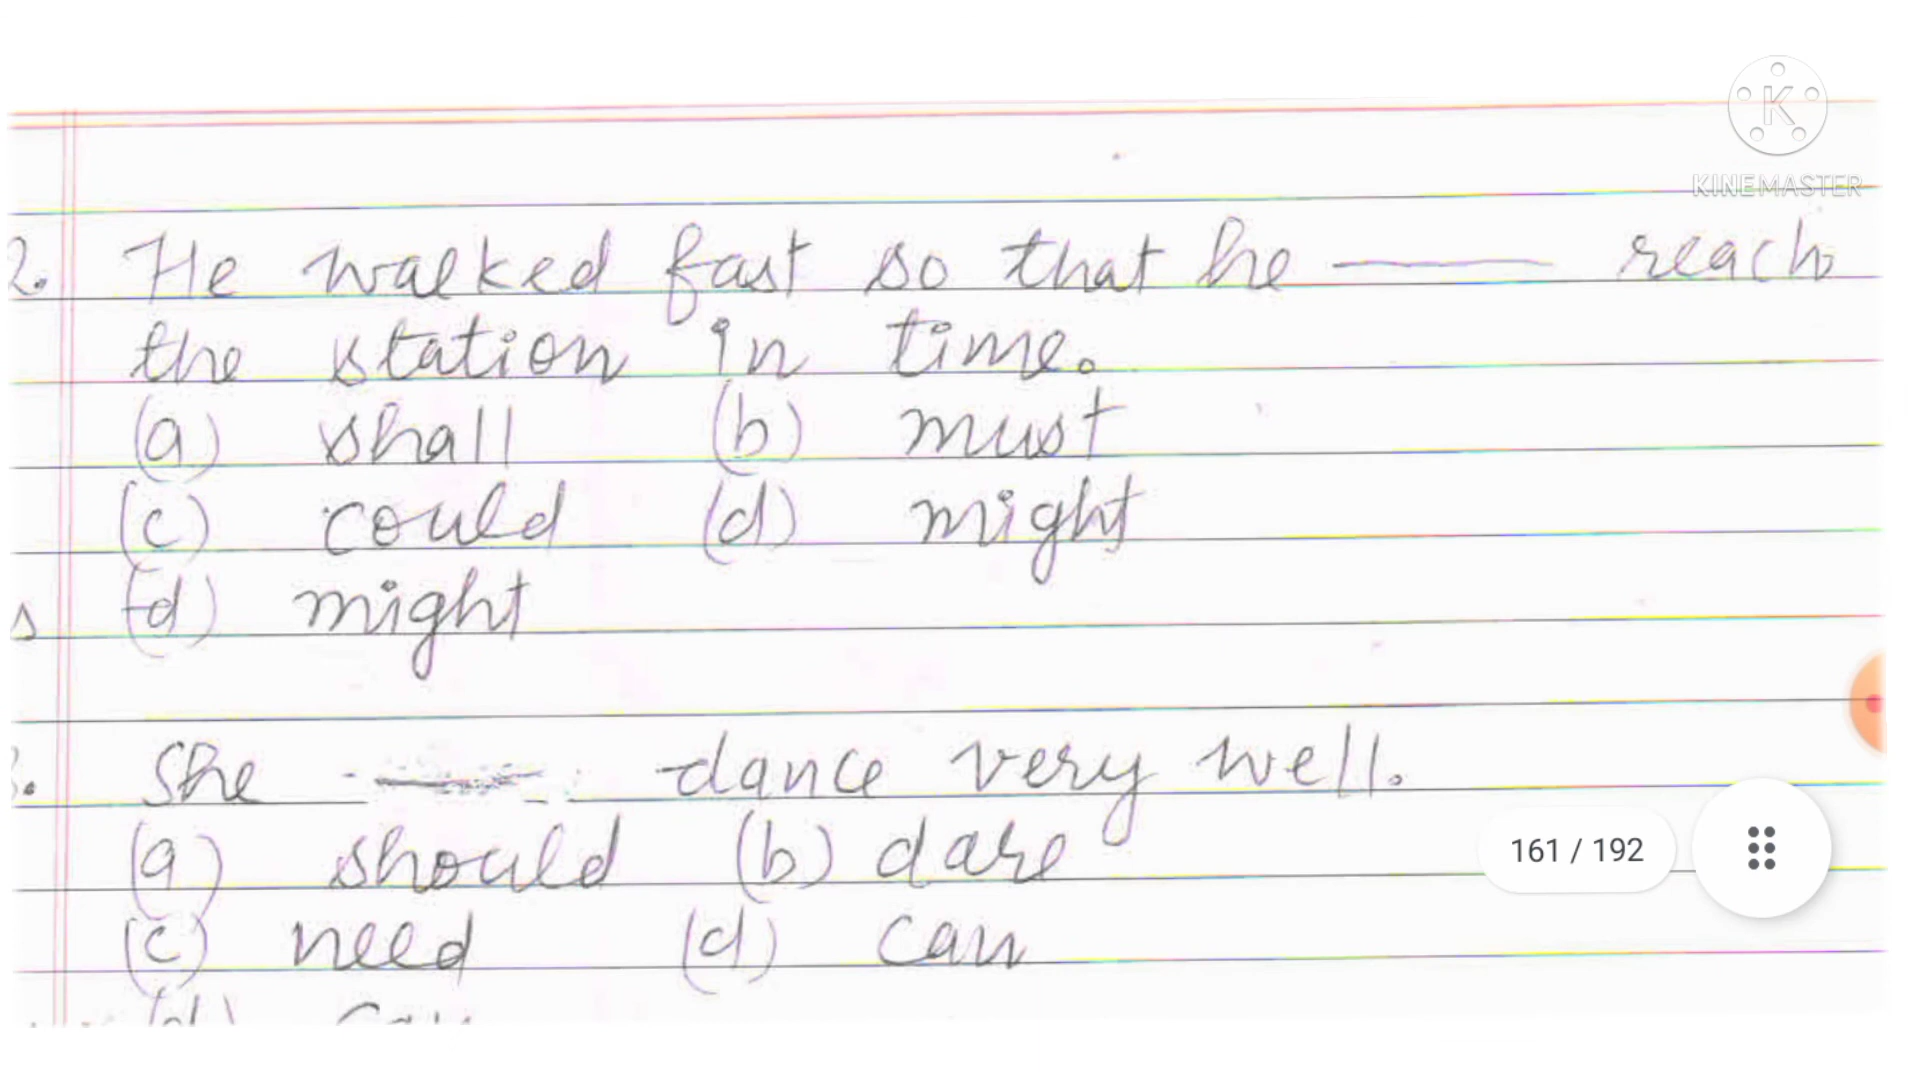 K
KINEMASTER
2. He walked fast so that he ——— reach
the station in time.
(a) shall (b) must
(c) could (d) might
(d) might
She ——— dance very well.
(a) should (b) dare
(c) need (d) can
(d) can
161 / 192